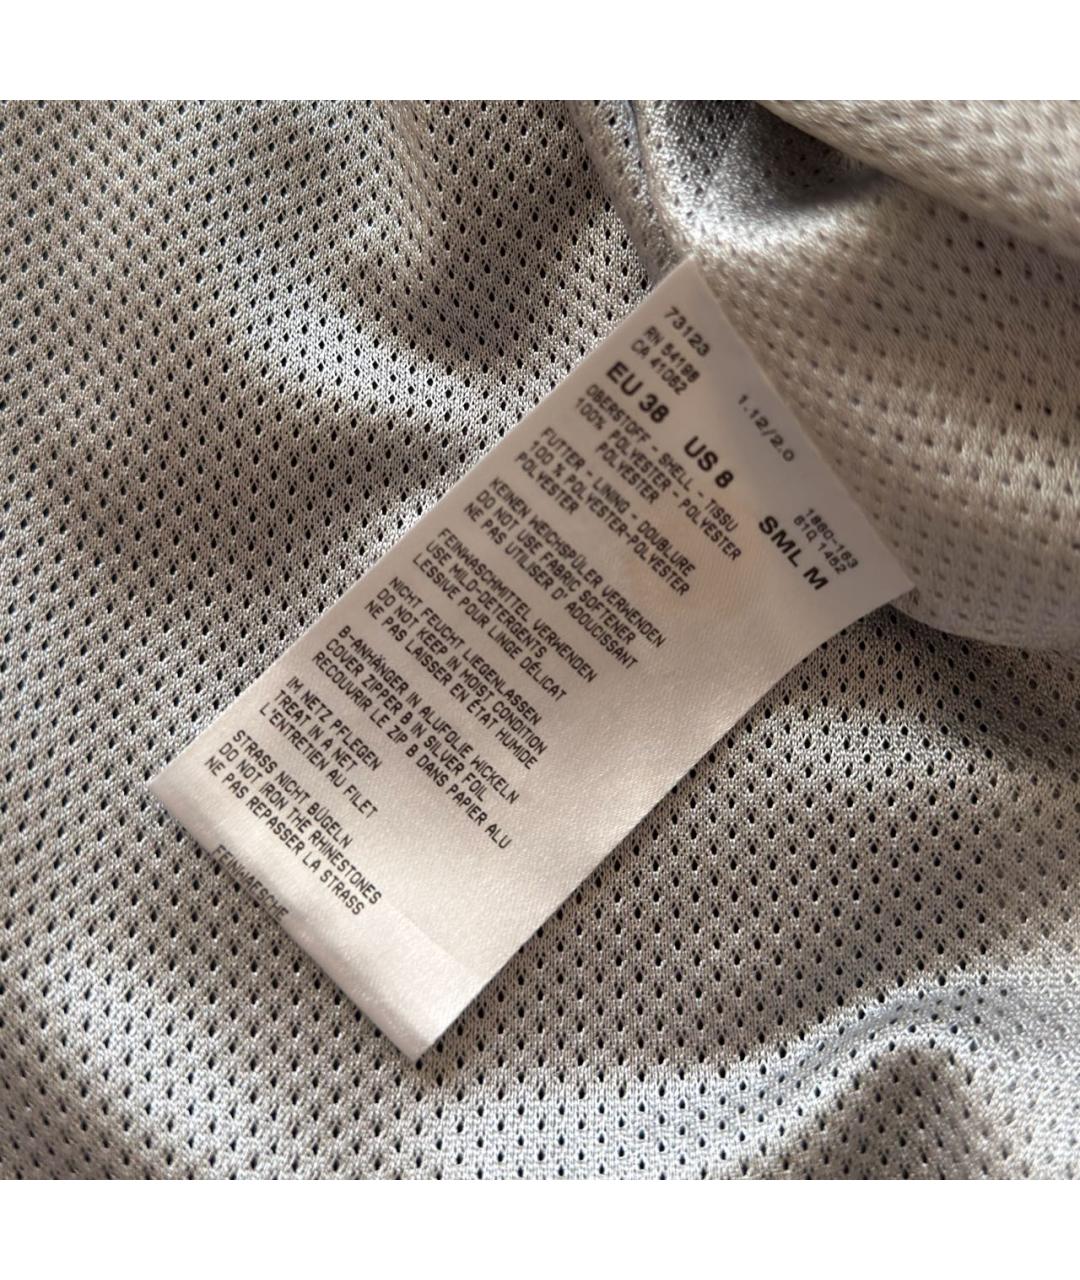 73123
RN 54198
CA 41082
EU 38 US 8 SML M
1.12/2.0
1860-163
61Q 1452
OBERSTOFF - SHELL - TISSU
100% POLYESTER - POLYESTER
POLYESTER
FUTTER - LINING - DOUBLURE
100 % POLYESTER-POLYESTER
POLYESTER
KEINEN WEICHSPÜLER VERWENDEN
DO NOT USE FABRIC SOFTENER
NE PAS UTILISER D' ADOUCISSANT
FEINWASCHMITTEL VERWENDEN
USE MILD-DETERGENTS
LESSIVE POUR LINGE DÉLICAT
NICHT FEUCHT LIEGENLASSEN
DO NOT KEEP IN MOIST CONDITION
NE PAS LAISSER EN ÉTAT HUMIDE
B-ANHÄNGER IN ALUFOLIE WICKELN
COVER ZIPPER B IN SILVER FOIL
RECOUVRIR LE ZIP B DANS PAPIER ALU
IM NETZ PFLEGEN
TREAT IN A NET
L'ENTRETIEN AU FILET
STRASS NICHT BÜGELN
DO NOT IRON THE RHINESTONES
NE PAS REPASSER LA STRASS
FEINWAESCHE